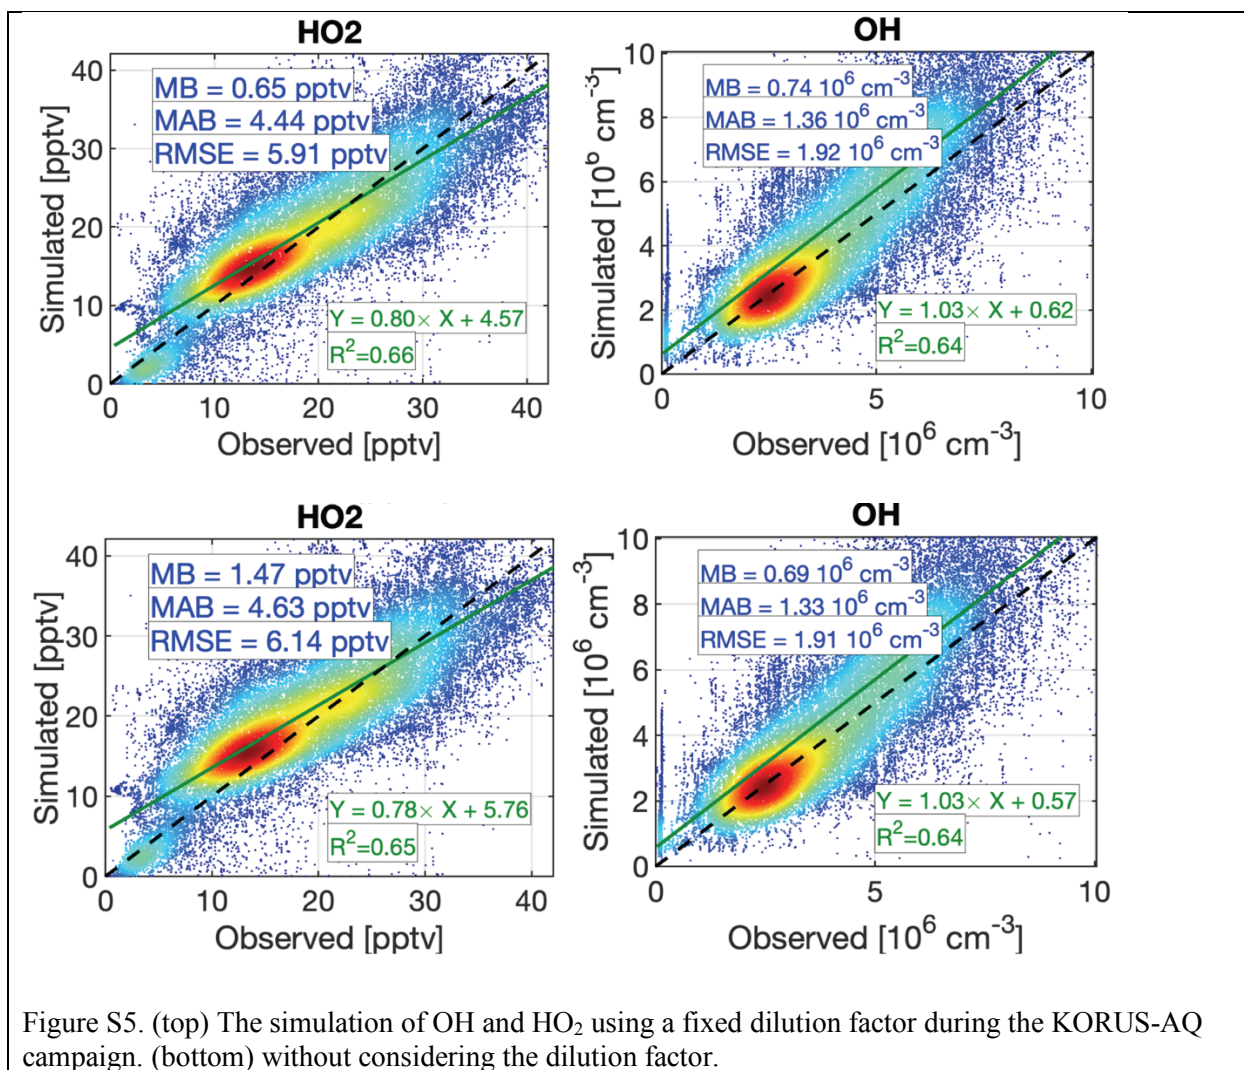 HO2
40
30
20
10
0
Simulated [pptv]
MB = 0.65 pptv
MAB = 4.44 pptv
RMSE = 5.91 pptv
Y = 0.80× X + 4.57
R²=0.66
0 10 20 30 40
Observed [pptv]
OH
10
8
6
4
2
0
Simulated [10⁶ cm⁻³]
MB = 0.74 10⁶ cm⁻³
MAB = 1.36 10⁶ cm⁻³
RMSE = 1.92 10⁶ cm⁻³
Y = 1.03× X + 0.62
R²=0.64
0 5 10
Observed [10⁶ cm⁻³]
HO2
40
30
20
10
0
Simulated [pptv]
MB = 1.47 pptv
MAB = 4.63 pptv
RMSE = 6.14 pptv
Y = 0.78× X + 5.76
R²=0.65
0 10 20 30 40
Observed [pptv]
OH
10
8
6
4
2
0
Simulated [10⁶ cm⁻³]
MB = 0.69 10⁶ cm⁻³
MAB = 1.33 10⁶ cm⁻³
RMSE = 1.91 10⁶ cm⁻³
Y = 1.03× X + 0.57
R²=0.64
0 5 10
Observed [10⁶ cm⁻³]
Figure S5. (top) The simulation of OH and HO₂ using a fixed dilution factor during the KORUS-AQ
campaign. (bottom) without considering the dilution factor.